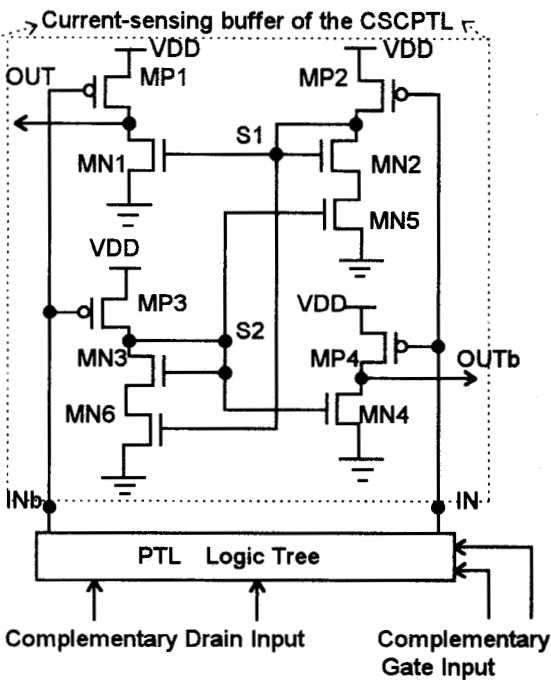 Current-sensing buffer of the CSCPTL
VDD
VDD
OUT
MP1
MP2
S1
MN1
MN2
MN5
VDD
MP3
VDD
S2
MN3
MP4
OUTb
MN6
MN4
INb
IN
PTL Logic Tree
Complementary Drain Input
Complementary
Gate Input